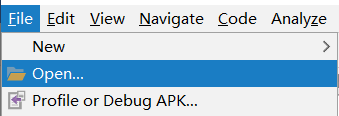 File Edit View Navigate Code Analyze
New
Open...
Profile or Debug APK...